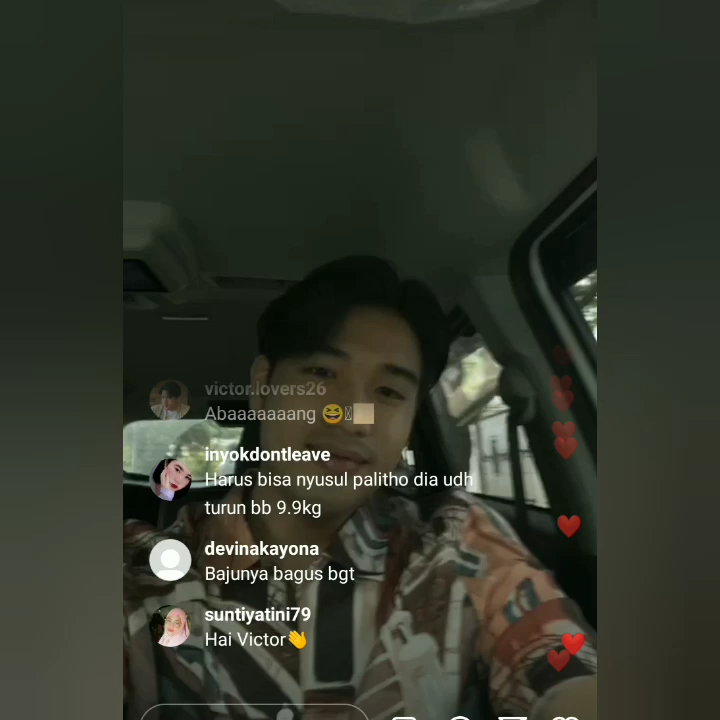 victor.lovers26
Abaaaaaaang 😆
inyokdontleave
Harus bisa nyusul palitho dia udh
turun bb 9.9kg
devinakayona
Bajunya bagus bgt
suntiyatini79
Hai Victor👋